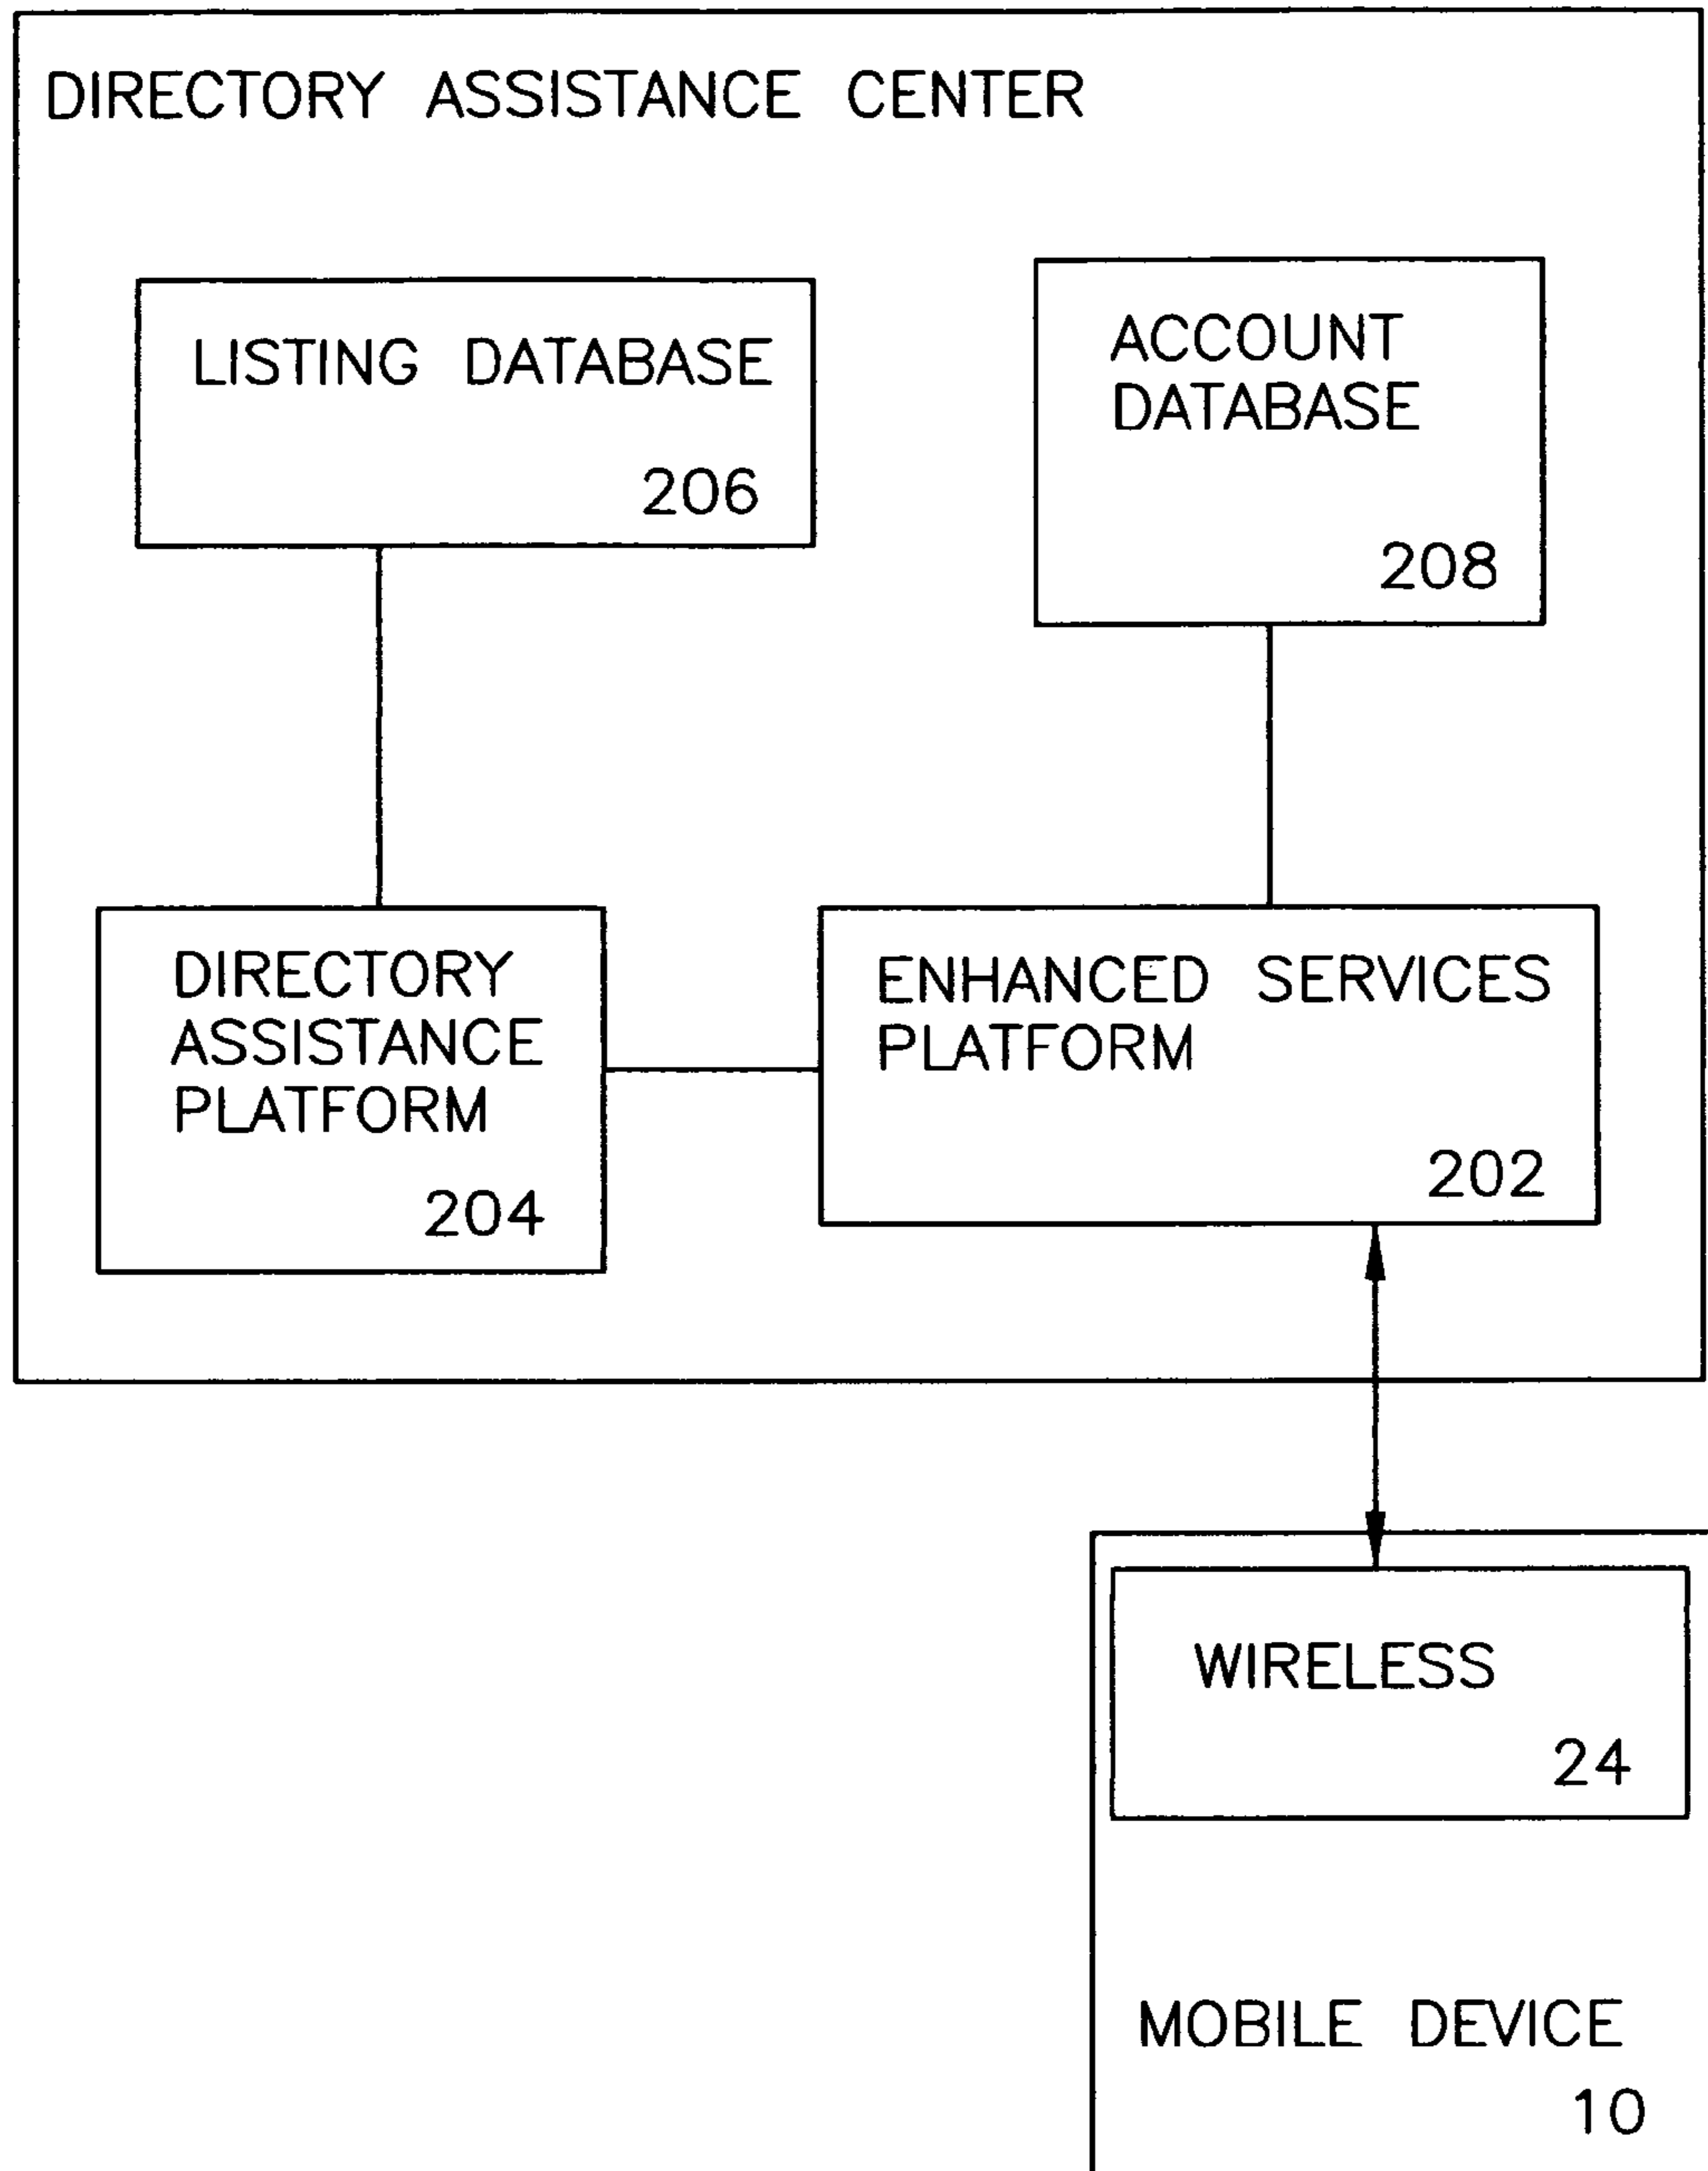 DIRECTORY ASSISTANCE CENTER
LISTING DATABASE
206
ACCOUNT
DATABASE
208
DIRECTORY
ASSISTANCE
PLATFORM
204
ENHANCED SERVICES
PLATFORM
202
WIRELESS
24
MOBILE DEVICE
10